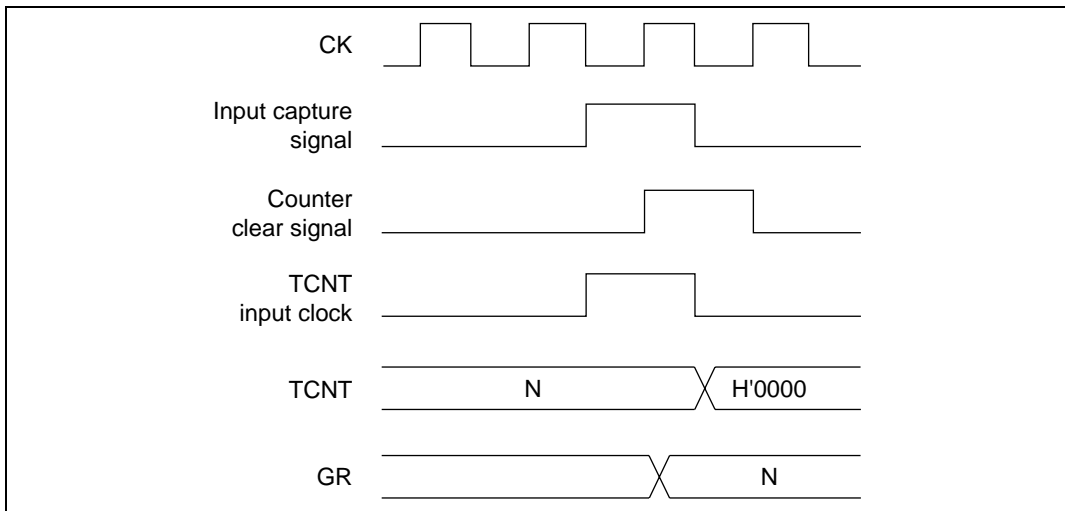 CK
Input capture
signal
Counter
clear signal
TCNT
input clock
TCNT
N
H'0000
GR
N